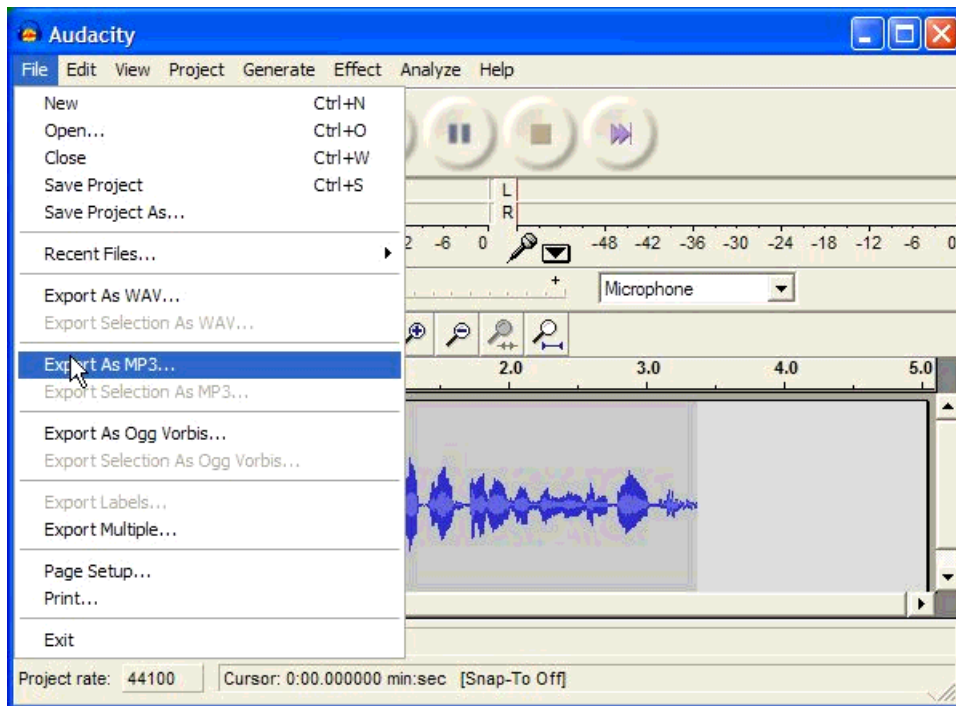 Audacity
File Edit View Project Generate Effect Analyze Help
New Ctrl+N
Open... Ctrl+O
Close Ctrl+W
Save Project Ctrl+S
Save Project As...
L
R
2 -6 0 -48 -42 -36 -30 -24 -18 -12 -6 0
Recent Files...
Export As WAV...
+ Microphone
Export Selection As WAV...
Export As MP3...
2.0 3.0 4.0 5.0
Export Selection As MP3...
Export As Ogg Vorbis...
Export Selection As Ogg Vorbis...
Export Labels...
Export Multiple...
Page Setup...
Print...
Exit
Project rate: 44100 Cursor: 0:00.000000 min:sec [Snap-To Off]